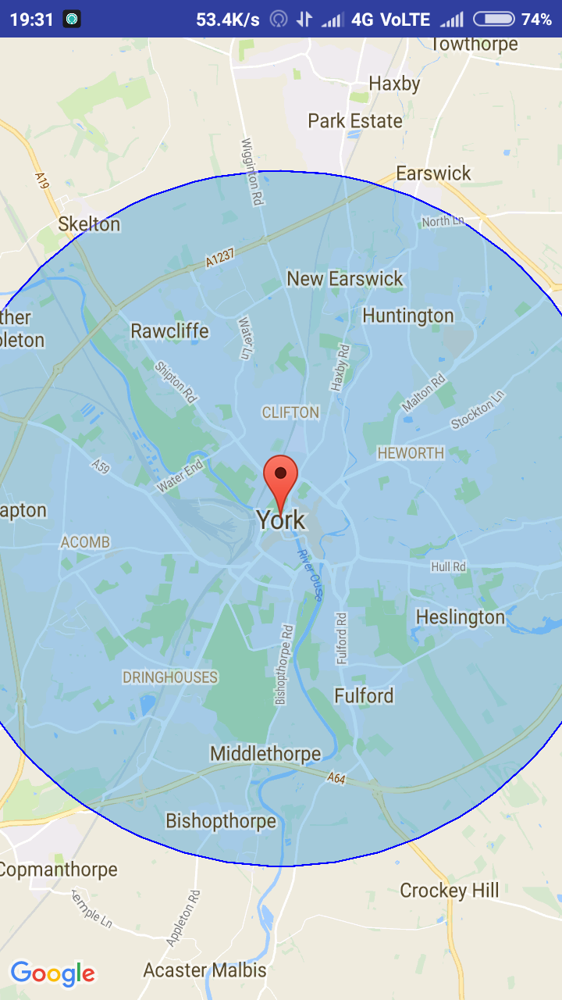 19:31 53.4K/s 4G VoLTE 74%
Towthorpe
Haxby
Park Estate
Wigginton Rd
Earswick
A19
Skelton
North Ln
A1237
New Earswick
Huntington
ther
pleton
Rawcliffe
Water Ln
Haxby Rd
Shipton Rd
Malton Rd
Stockton Ln
CLIFTON
HEWORTH
A59
Water End
apton
York
ACOMB
River Ouse
Hull Rd
Heslington
Fulford Rd
Bishopthorpe Rd
DRINGHOUSES
Fulford
Middlethorpe
A64
Bishopthorpe
Copmanthorpe
Crockey Hill
Temple Ln
Appleton Rd
Acaster Malbis
Google